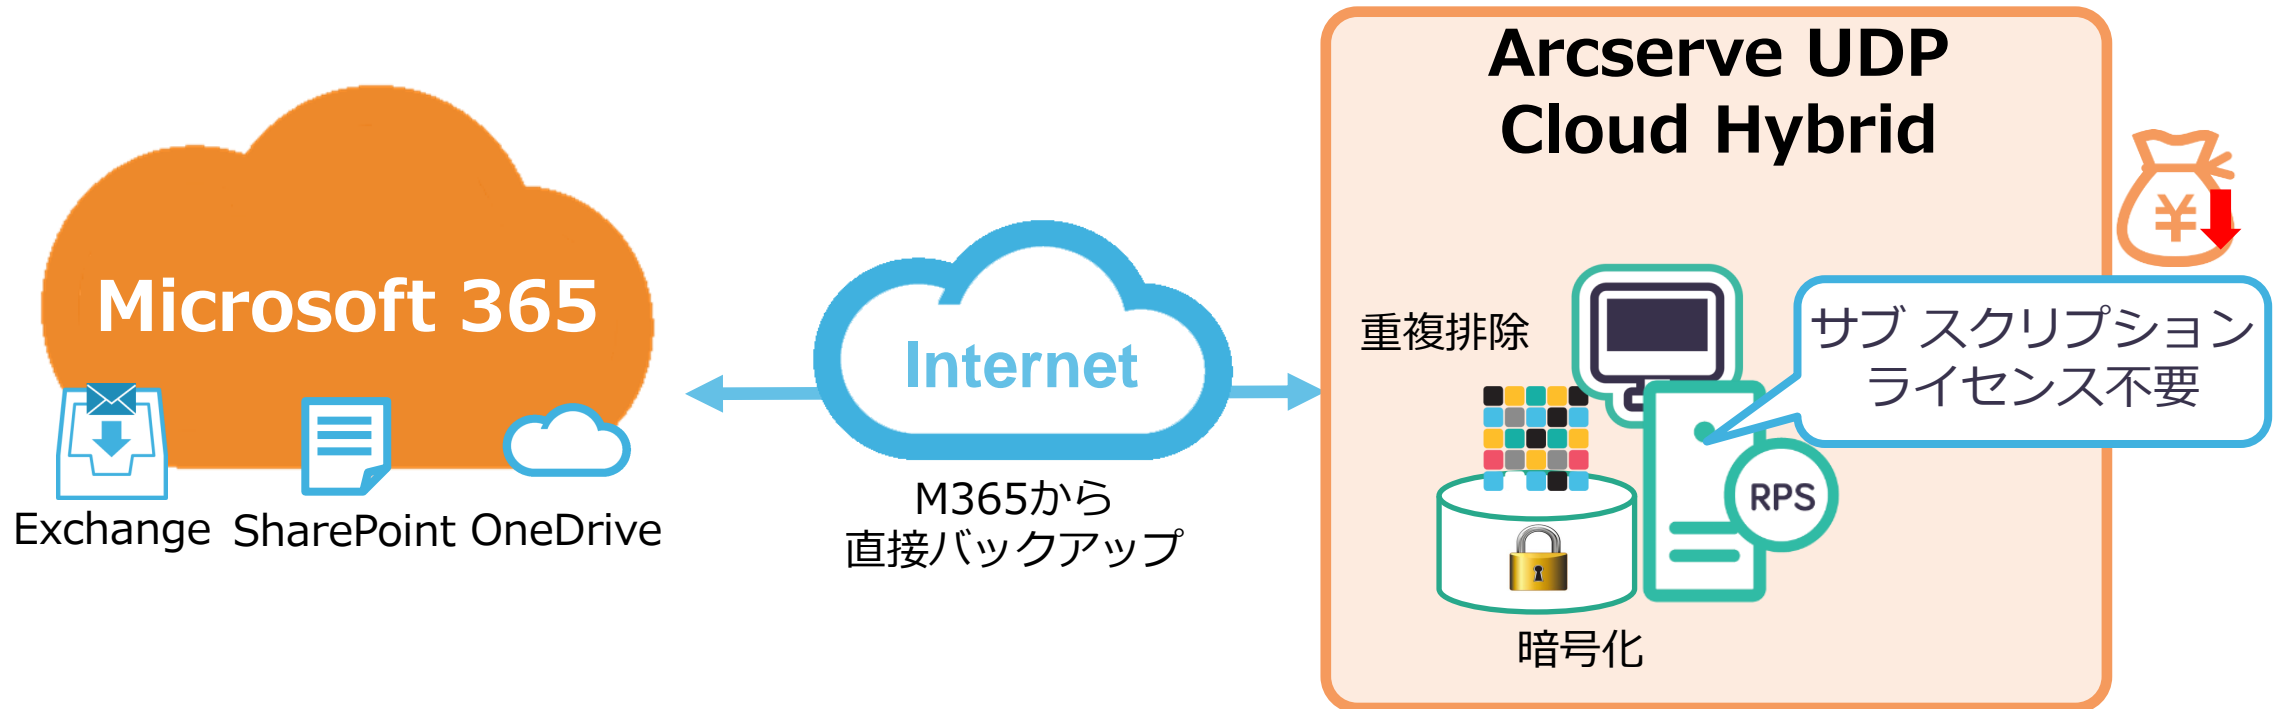 Microsoft 365
Exchange
SharePoint
OneDrive
Internet
M365から
直接バックアップ
Arcserve UDP
Cloud Hybrid
重複排除
¥
サブ スクリプション
ライセンス不要
RPS
暗号化